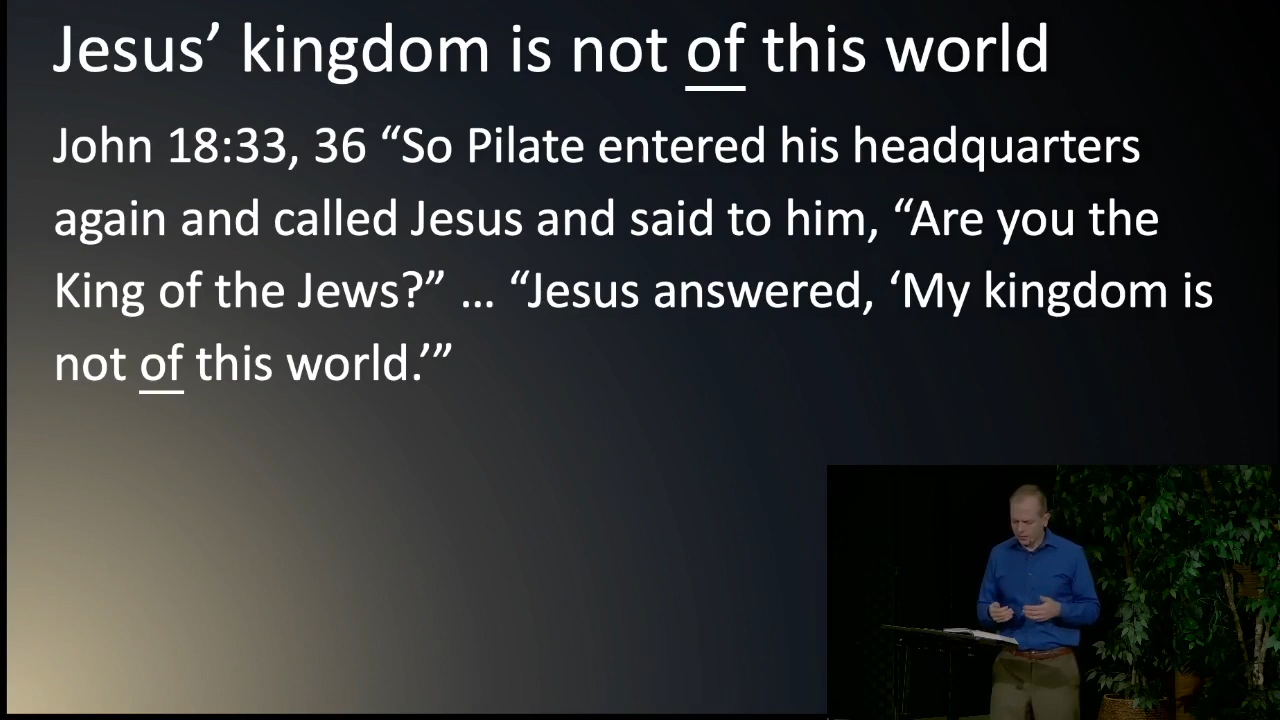 Jesus’ kingdom is not of this world
John 18:33, 36 “So Pilate entered his headquarters
again and called Jesus and said to him, “Are you the
King of the Jews?” … “Jesus answered, ‘My kingdom is
not of this world.’”